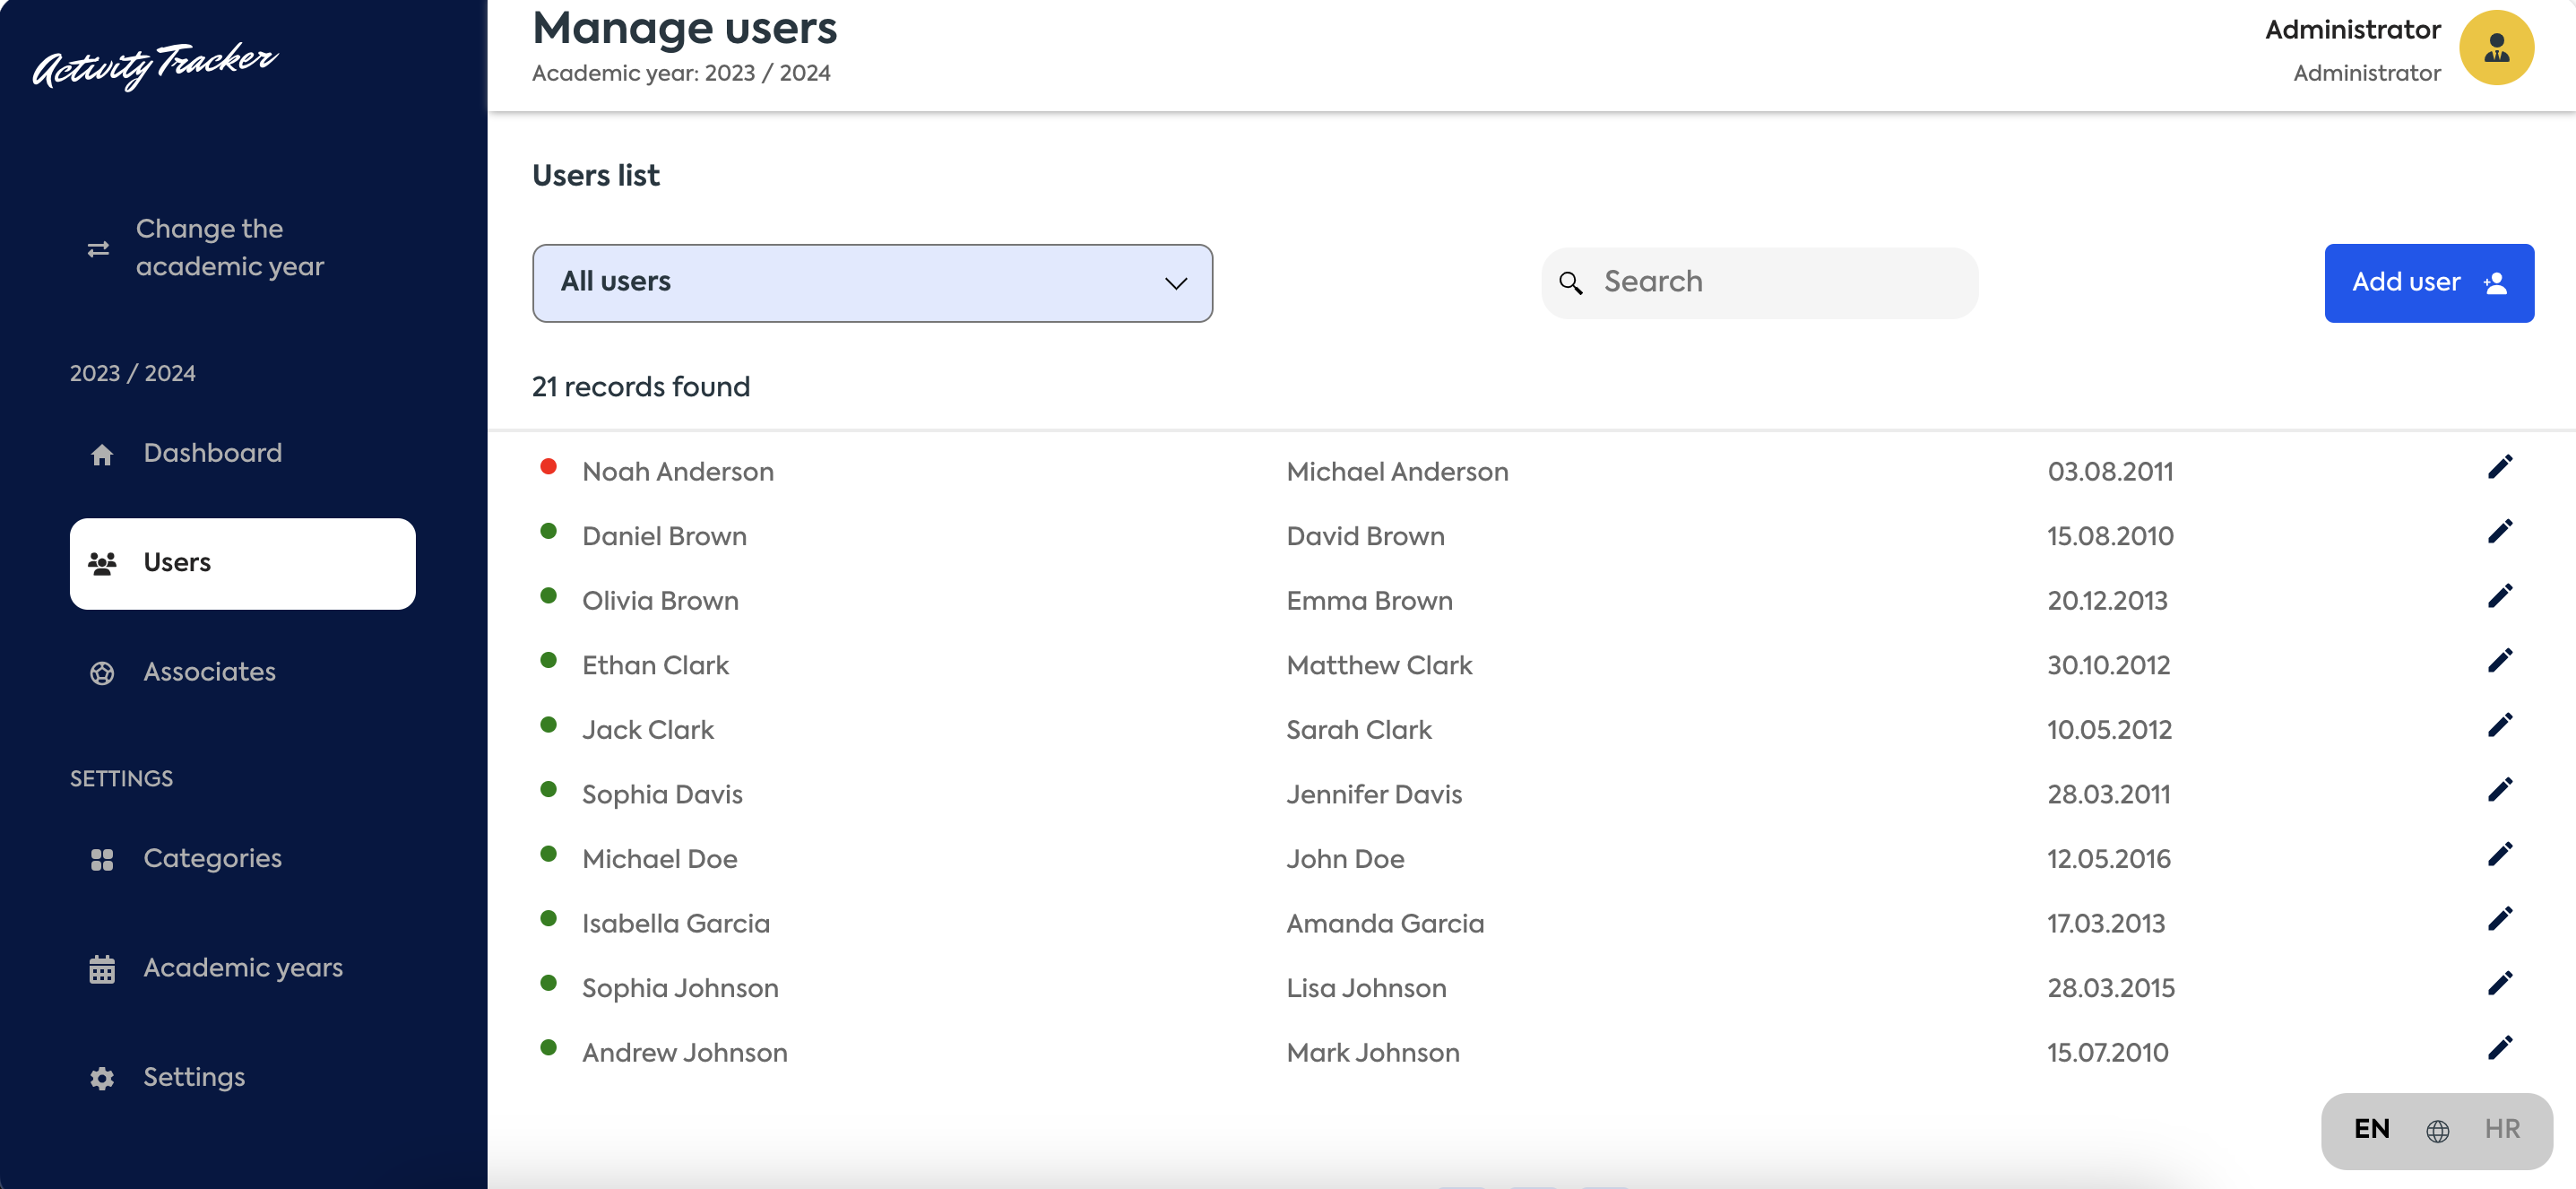 Activity Tracker
Change the
academic year
2023 / 2024
Dashboard
Users
Associates
SETTINGS
Categories
Academic years
Settings
Manage users
Academic year: 2023 / 2024
Administrator
Administrator
Users list
All users
Search
Add user
21 records found
Noah Anderson Michael Anderson 03.08.2011
Daniel Brown David Brown 15.08.2010
Olivia Brown Emma Brown 20.12.2013
Ethan Clark Matthew Clark 30.10.2012
Jack Clark Sarah Clark 10.05.2012
Sophia Davis Jennifer Davis 28.03.2011
Michael Doe John Doe 12.05.2016
Isabella Garcia Amanda Garcia 17.03.2013
Sophia Johnson Lisa Johnson 28.03.2015
Andrew Johnson Mark Johnson 15.07.2010
EN HR